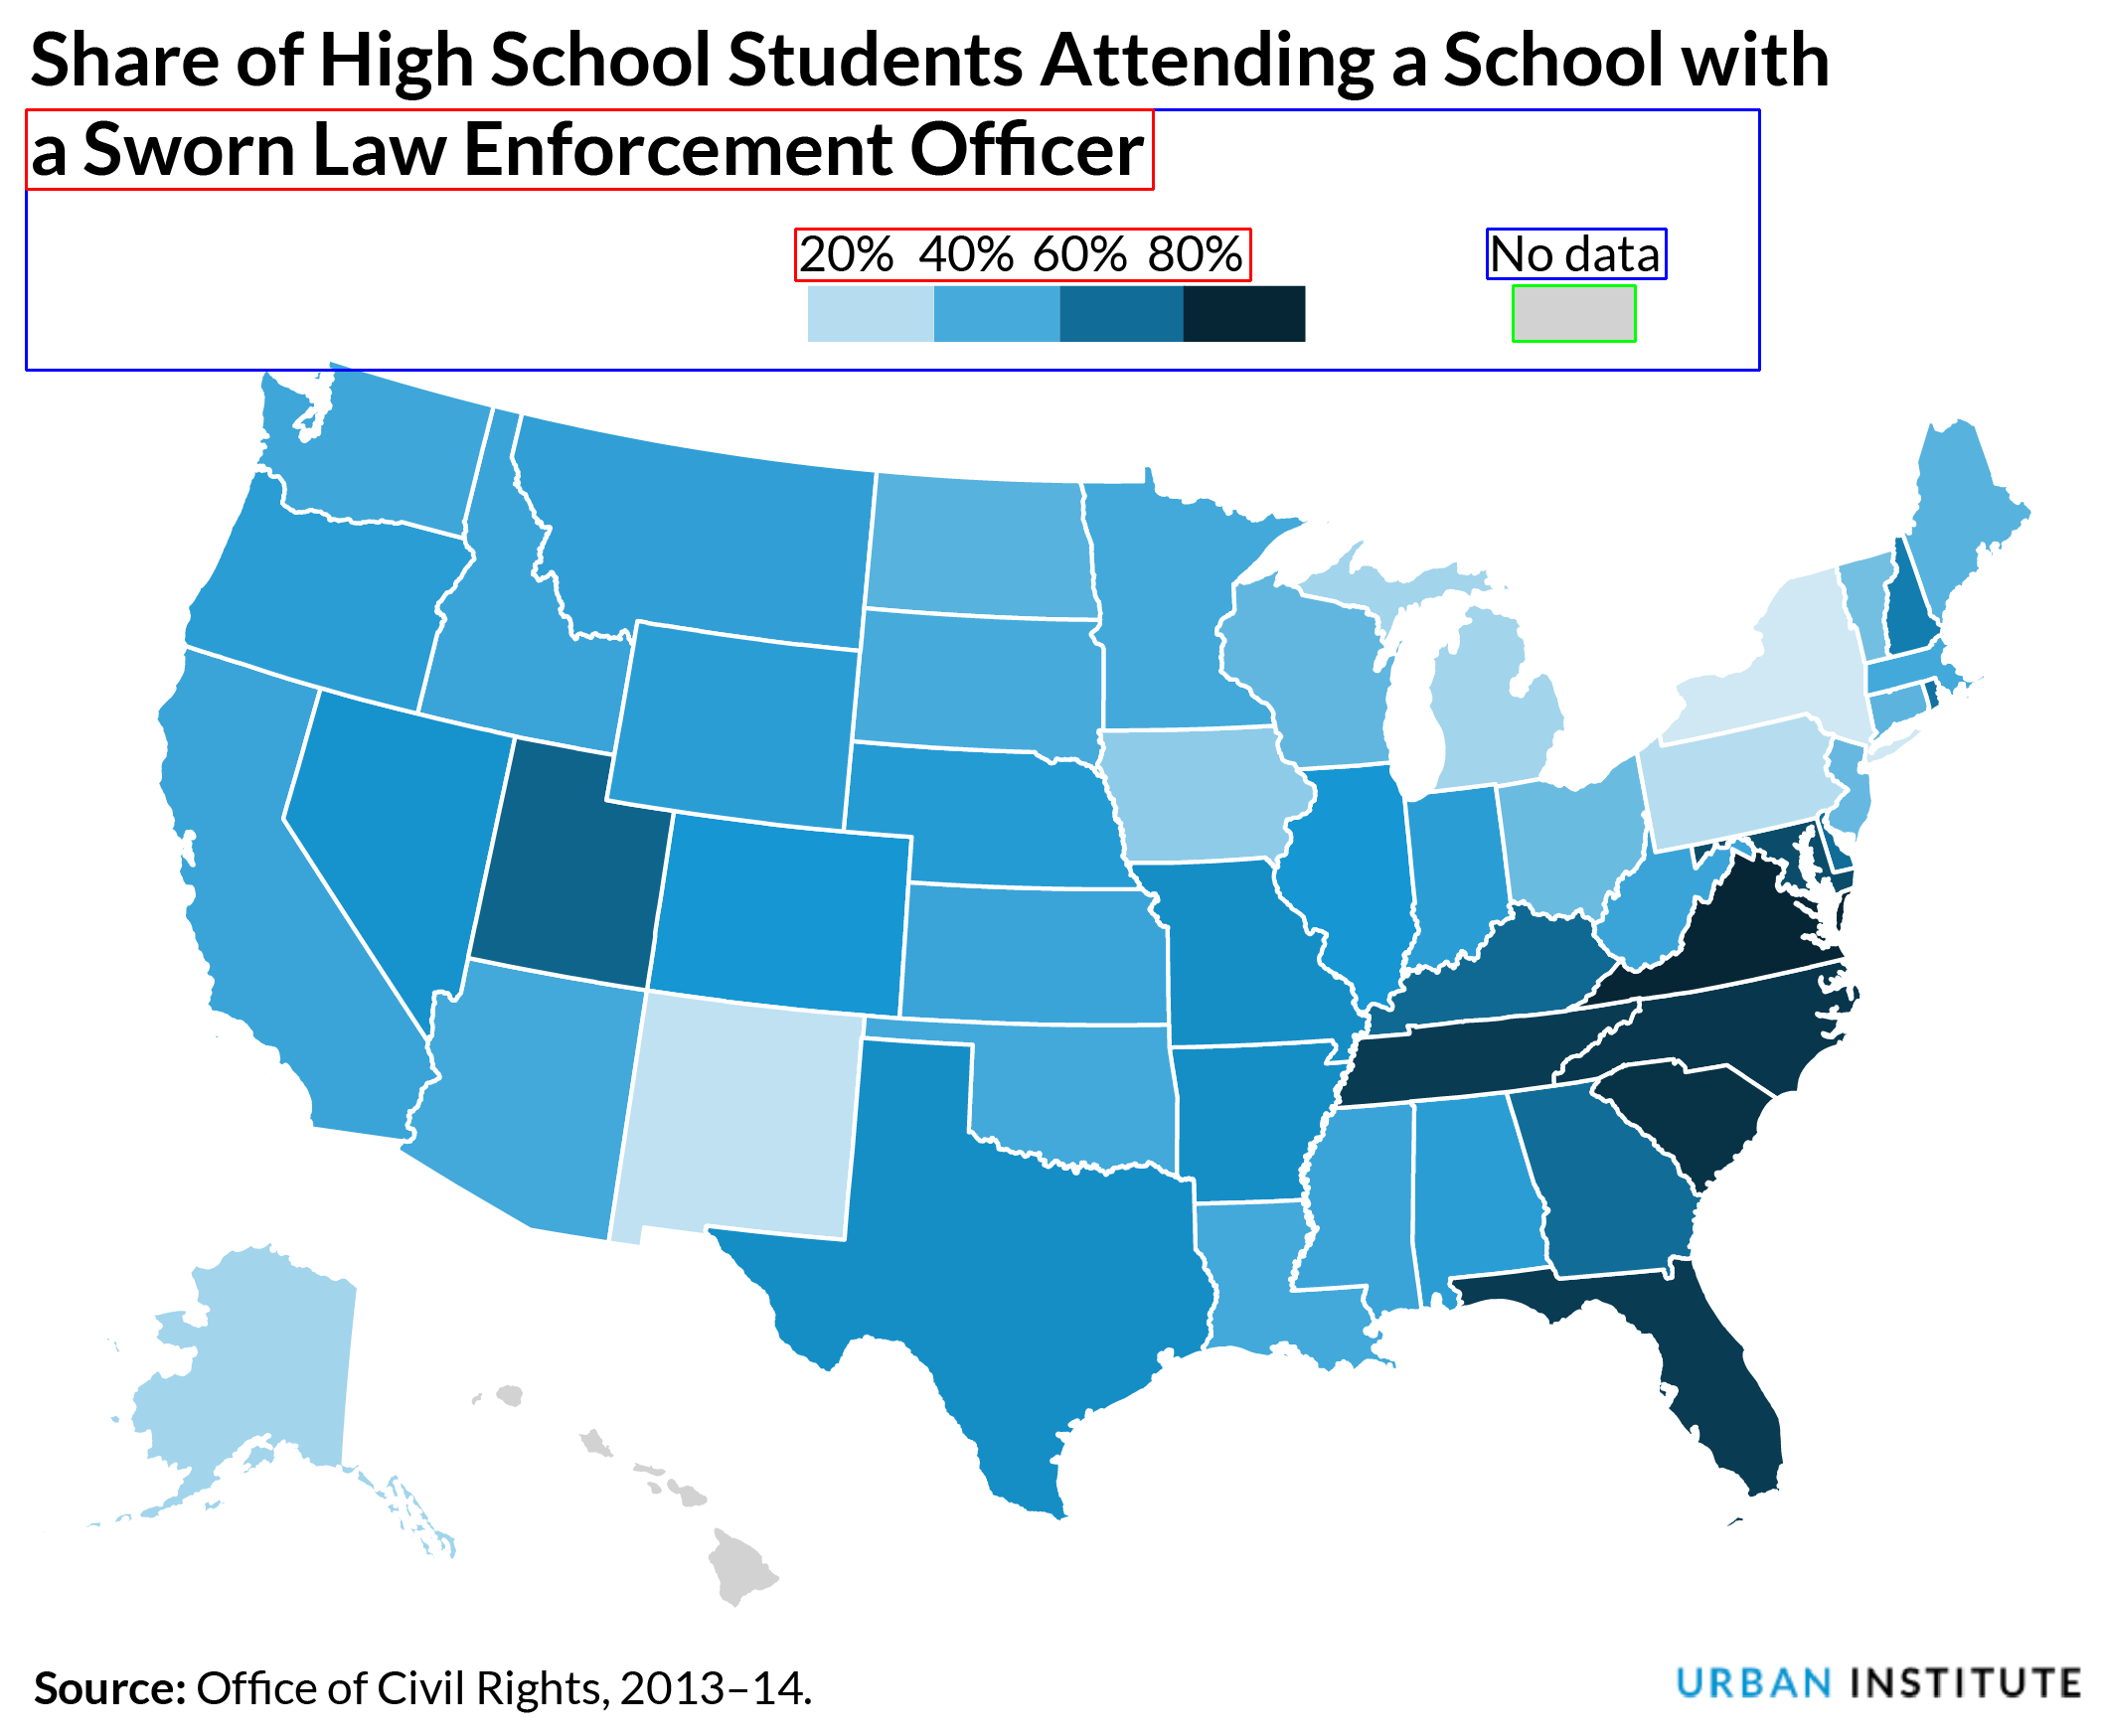 Share of High School Students Attending a School with
a Sworn Law Enforcement Officer
20% 40% 60% 80% No data
Source: Office of Civil Rights, 2013–14.
URBAN INSTITUTE